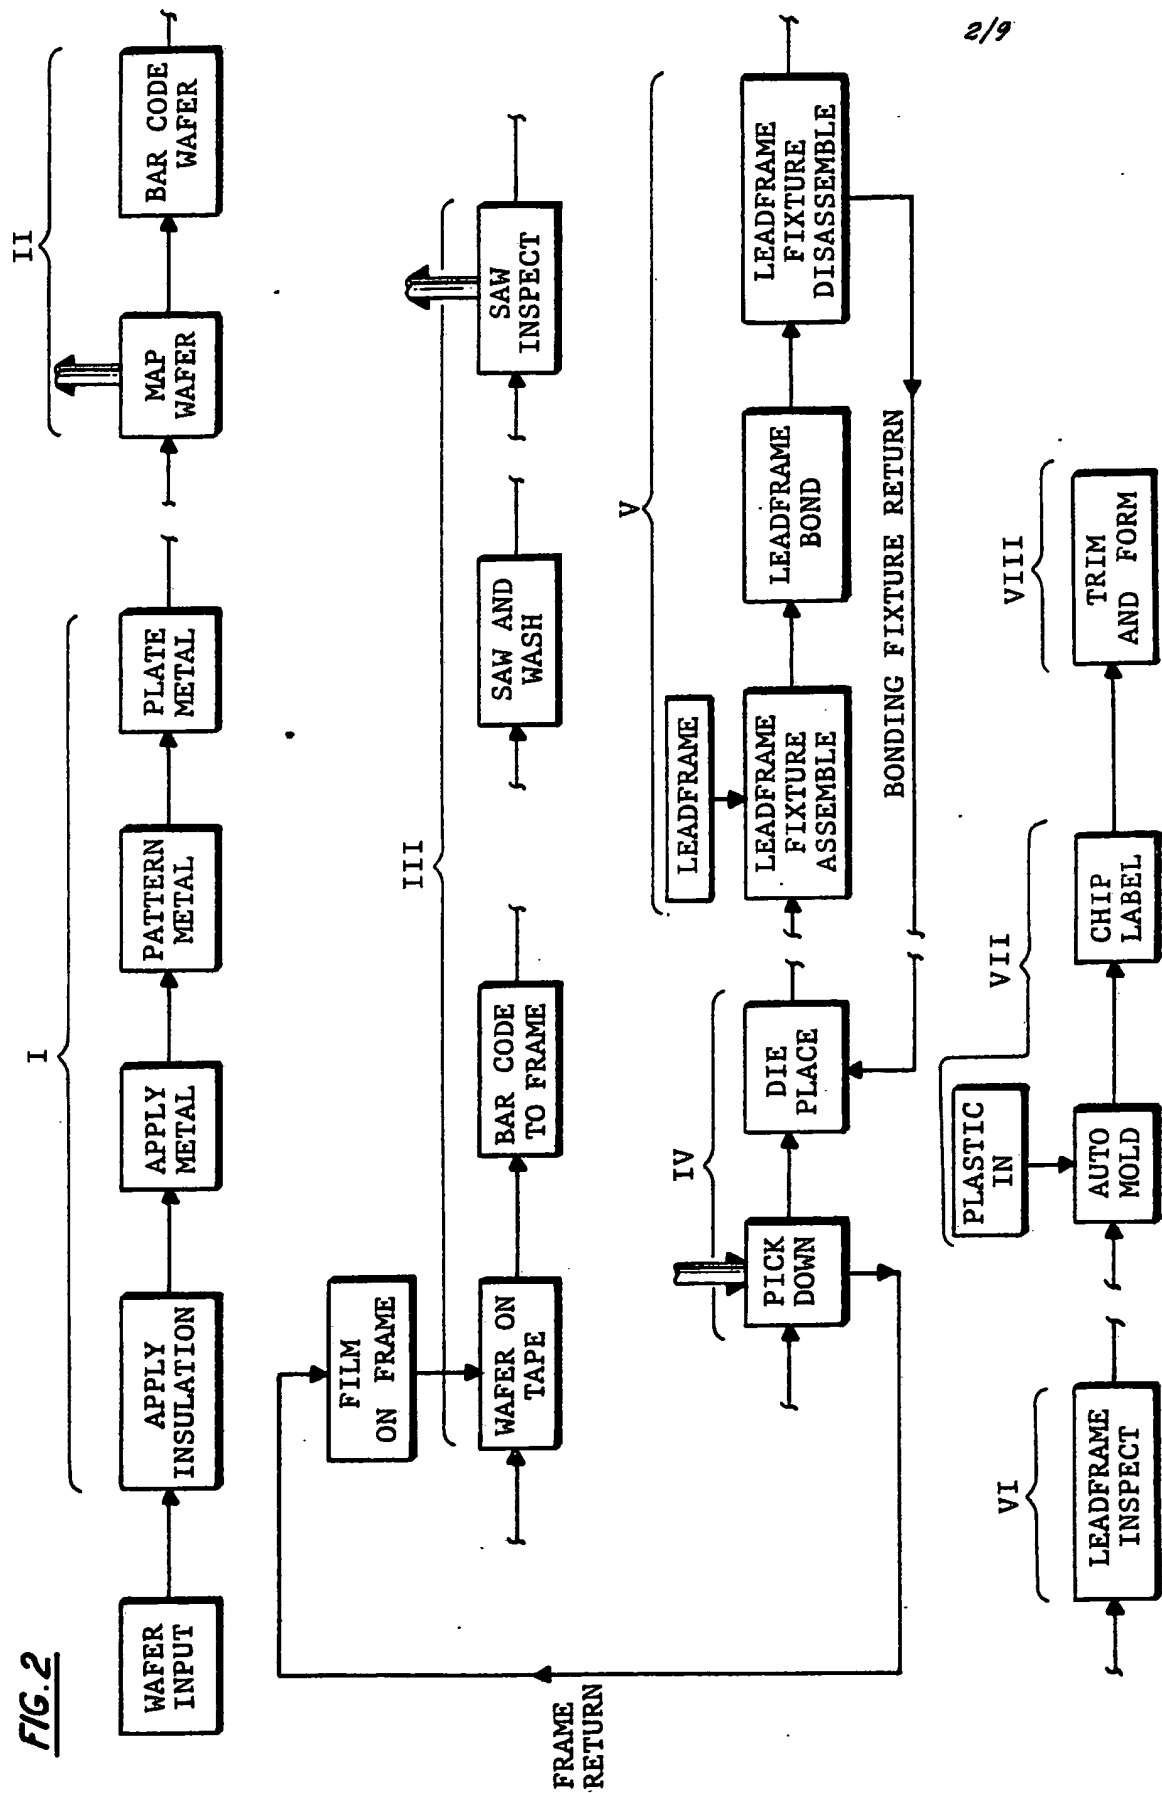 2/9
FIG.2
I
II
WAFER
INPUT
APPLY
INSULATION
APPLY
METAL
PATTERN
METAL
PLATE
METAL
MAP
WAFER
BAR CODE
WAFER
III
FILM
ON FRAME
WAFER ON
TAPE
BAR CODE
TO FRAME
SAW AND
WASH
SAW
INSPECT
FRAME
RETURN
IV
V
PICK
DOWN
DIE
PLACE
LEADFRAME
LEADFRAME
FIXTURE
ASSEMBLE
LEADFRAME
BOND
LEADFRAME
FIXTURE
DISASSEMBLE
BONDING FIXTURE RETURN
VI
VII
VIII
LEADFRAME
INSPECT
PLASTIC
IN
AUTO
MOLD
CHIP
LABEL
TRIM
AND FORM